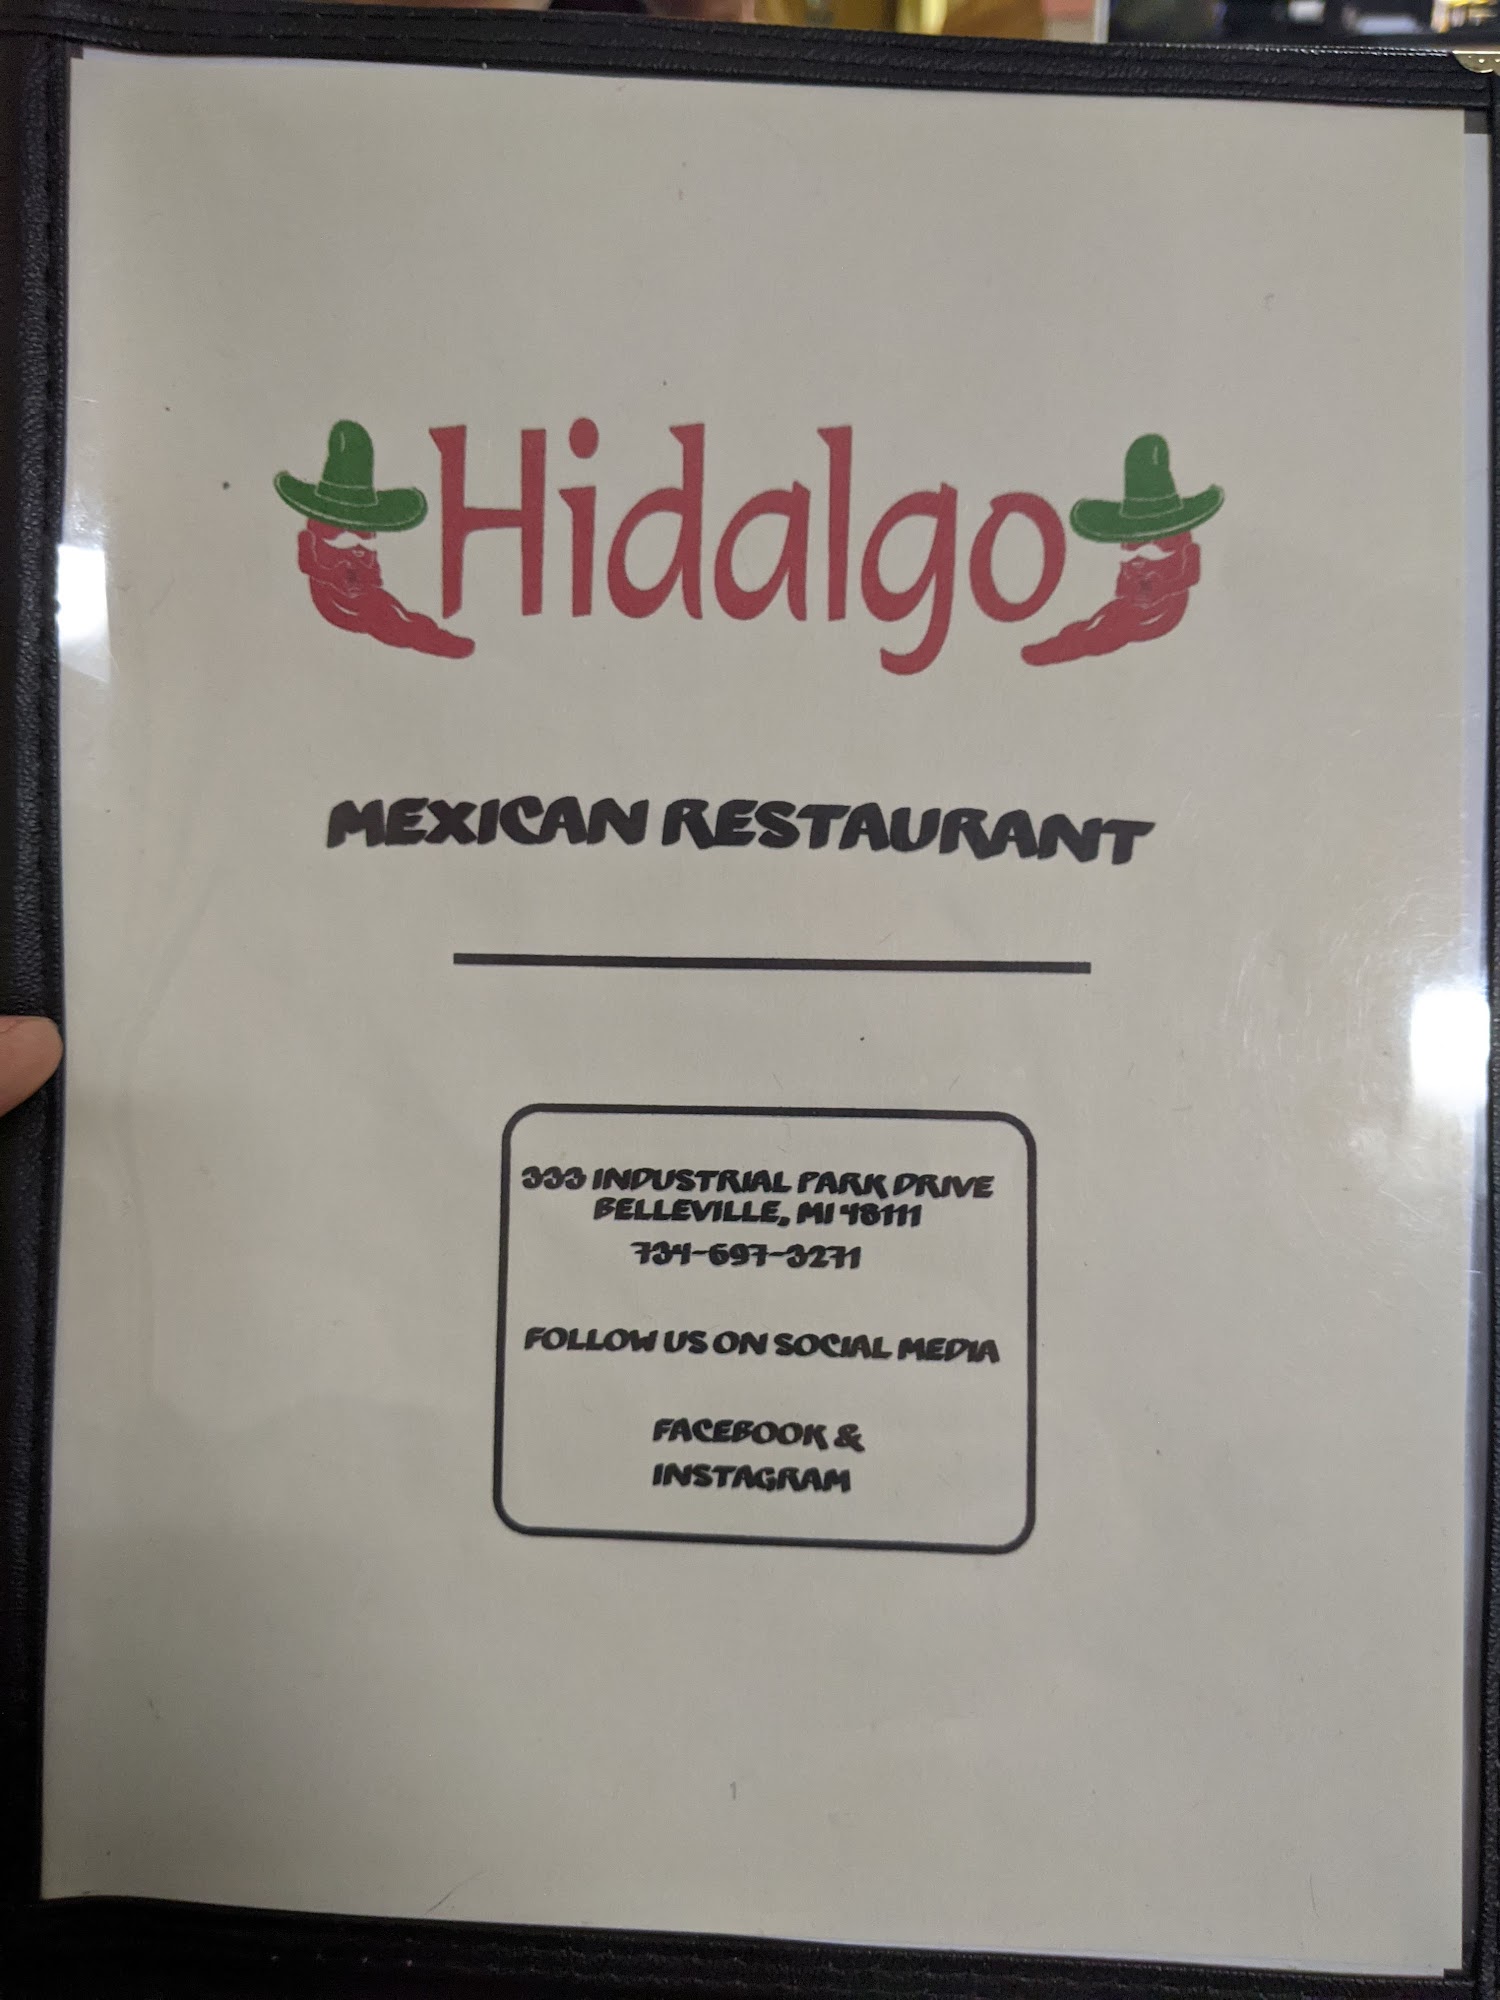 Hidalgo
MEXICAN RESTAURANT
333 INDUSTRIAL PARK DRIVE
BELLEVILLE, MI 48111
734-697-3271
FOLLOW US ON SOCIAL MEDIA
FACEBOOK &
INSTAGRAM
1